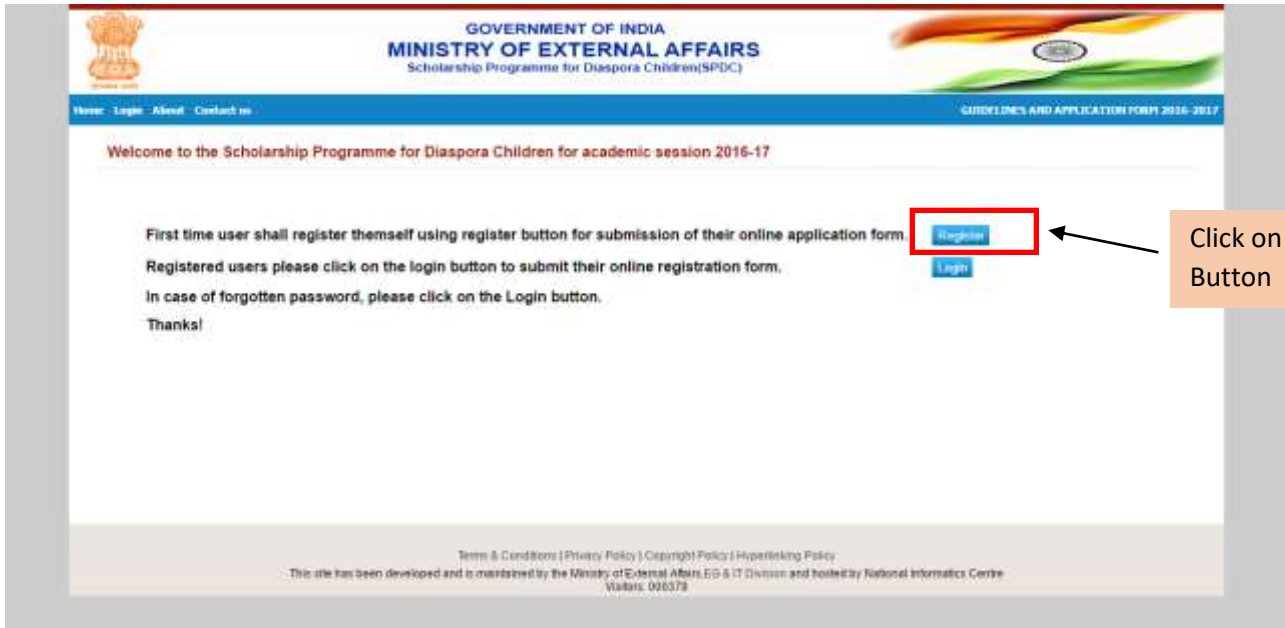 GOVERNMENT OF INDIA
MINISTRY OF EXTERNAL AFFAIRS
Scholarship Programme for Diaspora Children(SPDC)
Home Login About Contact us
GUIDELINES AND APPLICATION FORM 2016-2017
Welcome to the Scholarship Programme for Diaspora Children for academic session 2016-17
First time user shall register themself using register button for submission of their online application form. Register
Registered users please click on the login button to submit their online registration form. Login
In case of forgotten password, please click on the Login button.
Thanks!
Click on
Button
Terms & Conditions | Privacy Policy | Copyright Policy | Hyperlinking Policy
This site has been developed and is maintained by the Ministry of External Affairs,EG & IT Division and hosted by National Informatics Centre
Visitors: 000378